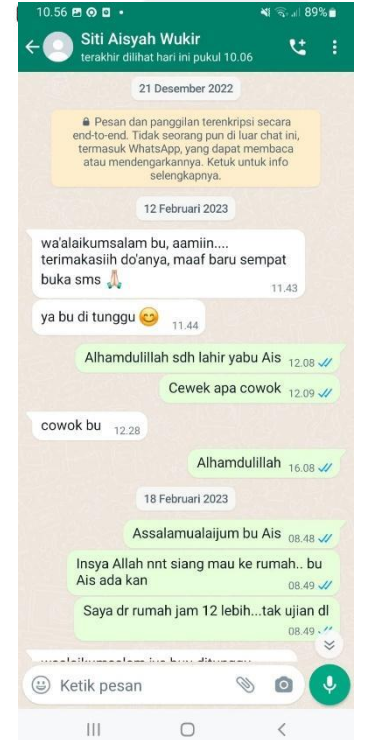 10.56
89%
Siti Aisyah Wukir
terakhir dilihat hari ini pukul 10.06
21 Desember 2022
Pesan dan panggilan terenkripsi secara
end-to-end. Tidak seorang pun di luar chat ini,
termasuk WhatsApp, yang dapat membaca
atau mendengarkannya. Ketuk untuk info
selengkapnya.
12 Februari 2023
wa'alaikumsalam bu, aamiin....
terimakasiih do'anya, maaf baru sempat
buka sms 🙏🏻
11.43
ya bu di tunggu 😊 11.44
Alhamdulillah sdh lahir yabu Ais 12.08
Cewek apa cowok 12.09
cowok bu 12.28
Alhamdulillah 16.08
18 Februari 2023
Assalamualaijum bu Ais 08.48
Insya Allah nnt siang mau ke rumah.. bu
Ais ada kan 08.49
Saya dr rumah jam 12 lebih...tak ujian dl
08.49
Ketik pesan